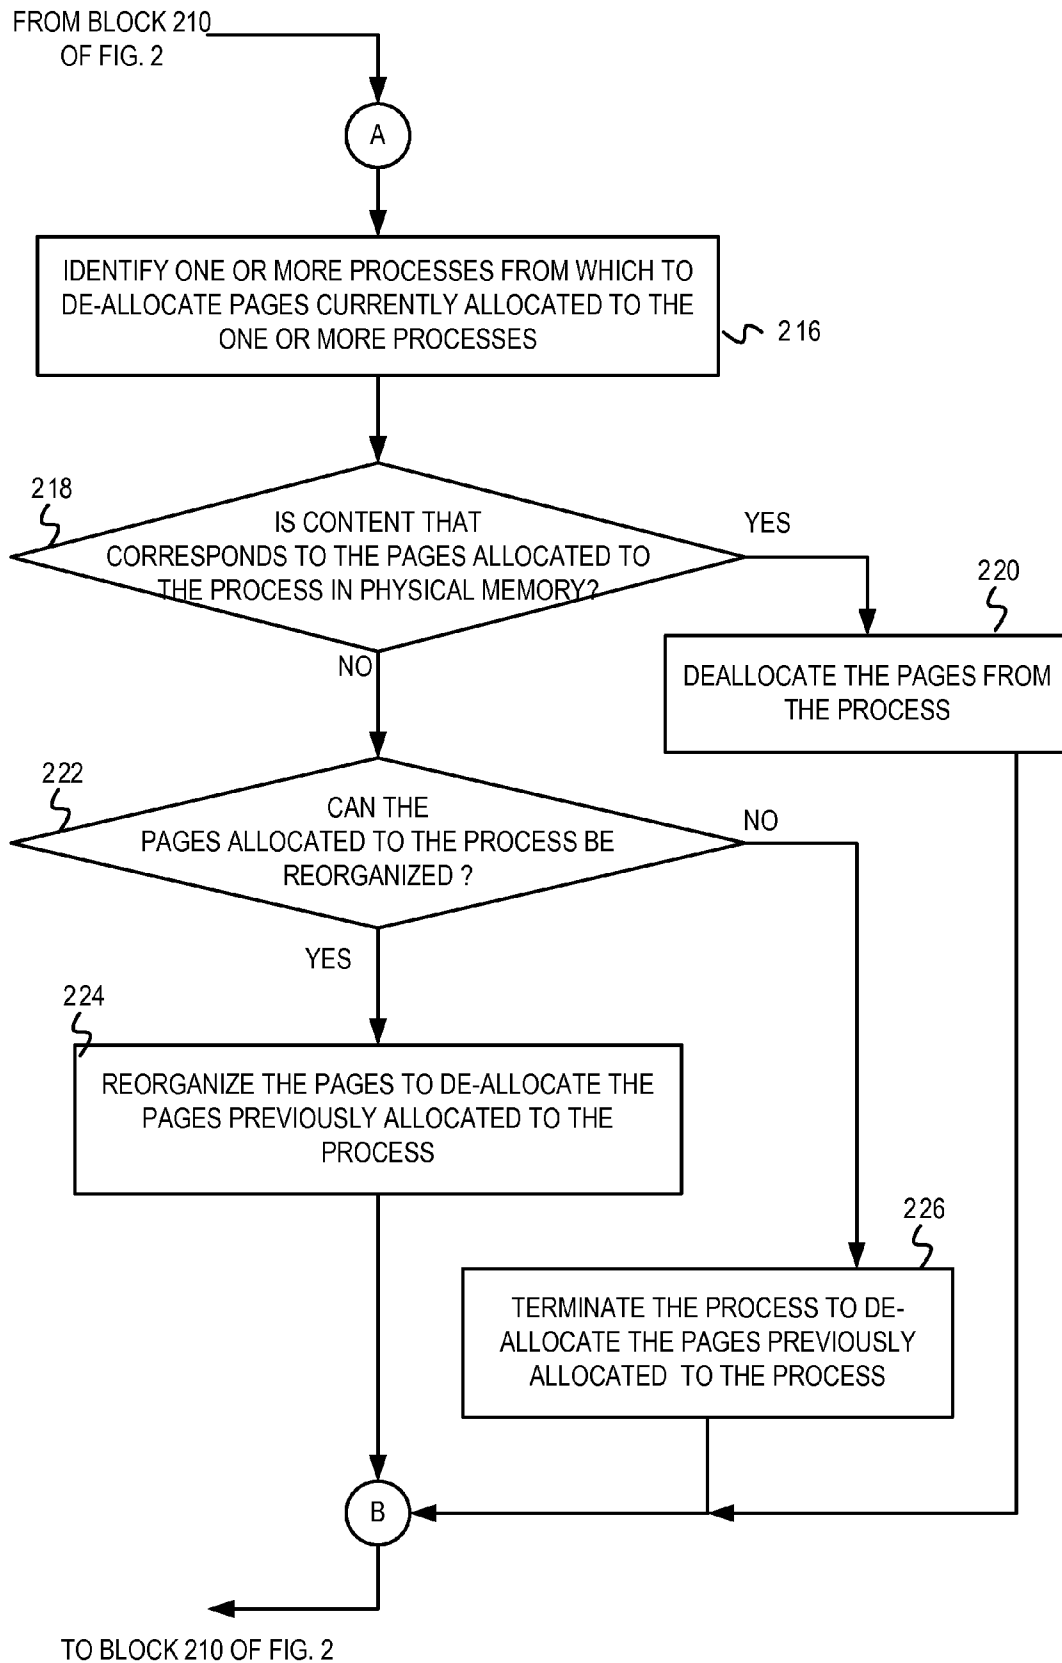 FROM BLOCK 210
OF FIG. 2
A
IDENTIFY ONE OR MORE PROCESSES FROM WHICH TO
DE-ALLOCATE PAGES CURRENTLY ALLOCATED TO THE
ONE OR MORE PROCESSES
216
218
IS CONTENT THAT
CORRESPONDS TO THE PAGES ALLOCATED TO
THE PROCESS IN PHYSICAL MEMORY?
YES
220
DEALLOCATE THE PAGES FROM
THE PROCESS
NO
222
CAN THE
PAGES ALLOCATED TO THE PROCESS BE
REORGANIZED ?
NO
YES
224
REORGANIZE THE PAGES TO DE-ALLOCATE THE
PAGES PREVIOUSLY ALLOCATED TO THE
PROCESS
226
TERMINATE THE PROCESS TO DE-
ALLOCATE THE PAGES PREVIOUSLY
ALLOCATED TO THE PROCESS
B
TO BLOCK 210 OF FIG. 2